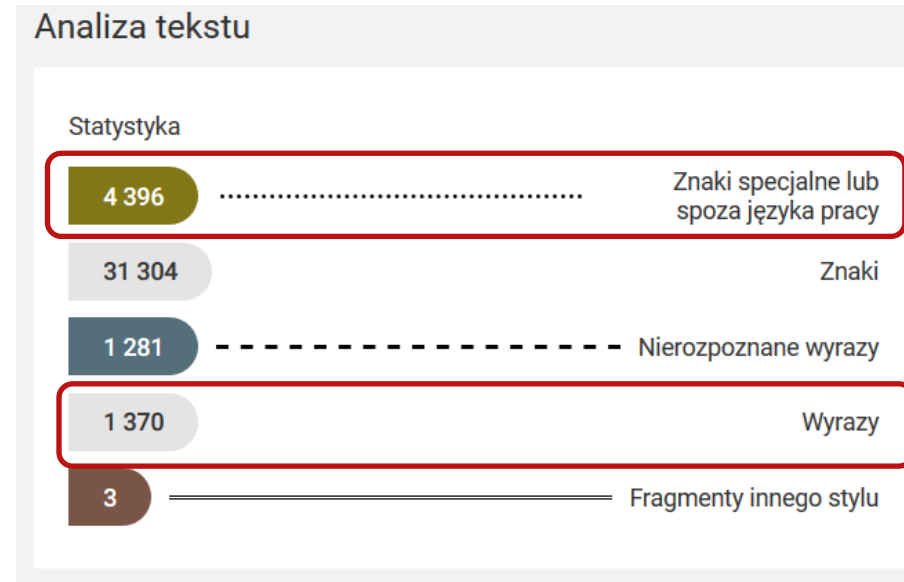 Analiza tekstu
Statystyka
4 396
Znaki specjalne lub
spoza języka pracy
31 304
Znaki
1 281
Nierozpoznane wyrazy
1 370
Wyrazy
3
Fragmenty innego stylu